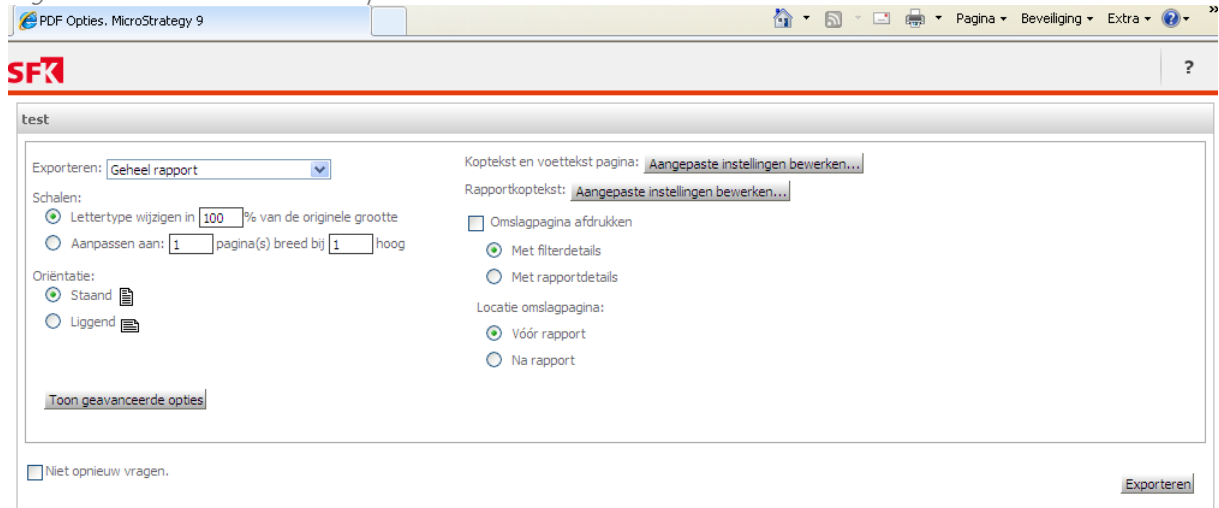 PDF Opties. MicroStrategy 9
Pagina Beveiliging Extra
SFK
?
test
Exporteren: Geheel rapport
Schalen:
Lettertype wijzigen in 100 % van de originele grootte
Aanpassen aan: 1 pagina(s) breed bij 1 hoog
Oriëntatie:
Staand
Liggend
Toon geavanceerde opties
Koptekst en voettekst pagina: Aangepaste instellingen bewerken...
Rapportkoptekst: Aangepaste instellingen bewerken...
Omslagpagina afdrukken
Met filterdetails
Met rapportdetails
Locatie omslagpagina:
Vóór rapport
Na rapport
Niet opnieuw vragen.
Exporteren